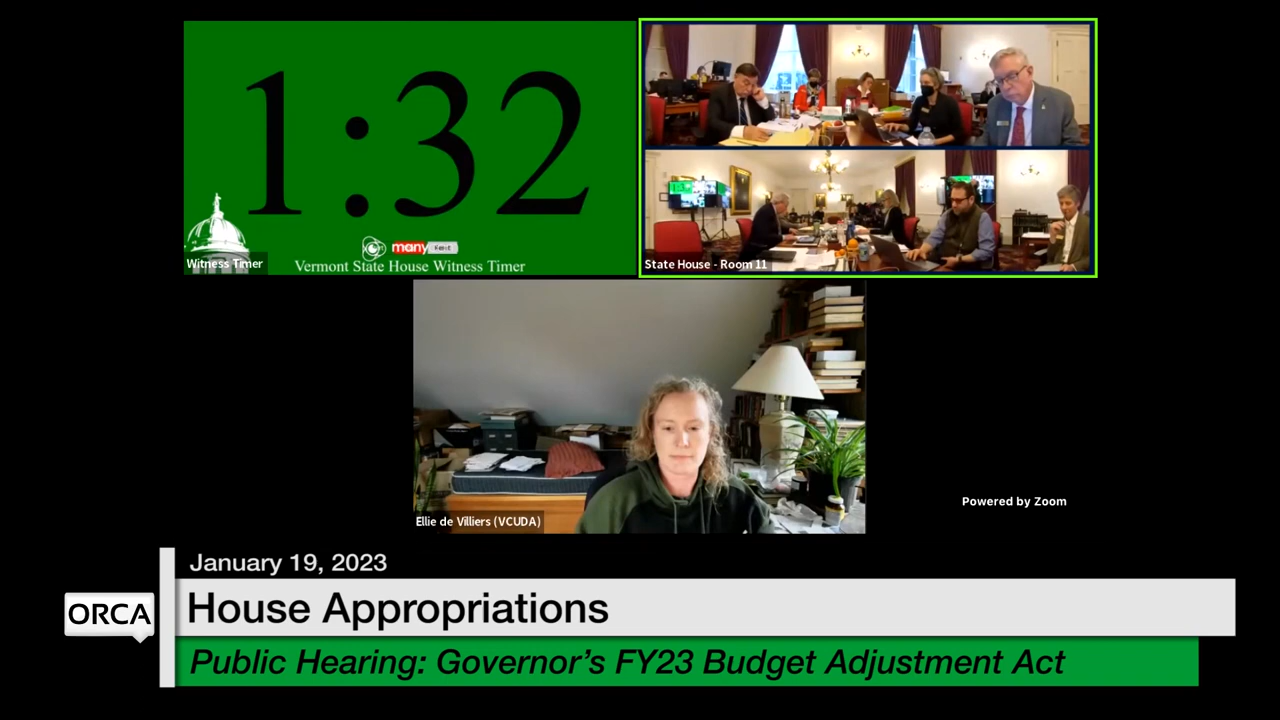 1:32
many
Vermont State House Witness Timer
Witness Timer
State House - Room 11
Ellie de Villiers (VCUDA)
Powered by Zoom
January 19, 2023
ORCA
House Appropriations
Public Hearing: Governor's FY23 Budget Adjustment Act